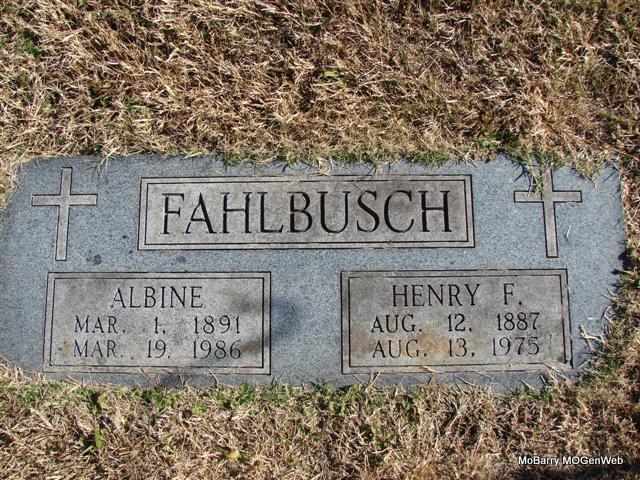 FAHLBUSCH
ALBINE
MAR. 1, 1891
MAR. 19, 1986
HENRY F.
AUG. 12, 1887
AUG. 13, 1975
MoBarry MOGenWeb